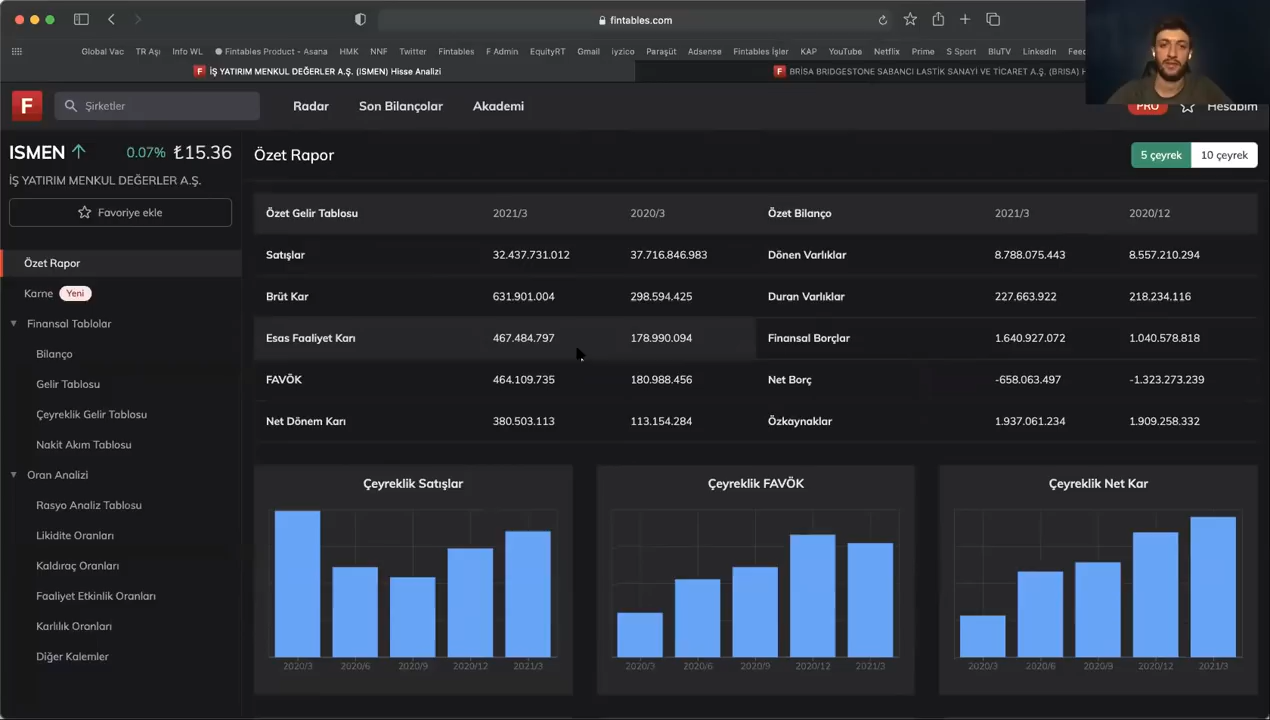 fintables.com
Global Vac TR Aşı Info WL Fintables Product - Asana HMK NNF Twitter Fintables F Admin EquityRT Gmail iyzico Paraşüt Adsense Fintables İşler KAP YouTube Netflix Prime S Sport BluTV LinkedIn
F İŞ YATIRIM MENKUL DEĞERLER A.Ş. (ISMEN) Hisse Analizi
F BRİSA BRIDGESTONE SABANCI LASTİK SANAYİ VE TİCARET A.Ş. (BRISA)
F Şirketler Radar Son Bilançolar Akademi PRO Hesabım
ISMEN 0.07% ₺15.36
İŞ YATIRIM MENKUL DEĞERLER A.Ş.
Favoriye ekle
Özet Rapor
Karne Yeni
Finansal Tablolar
Bilanço
Gelir Tablosu
Çeyreklik Gelir Tablosu
Nakit Akım Tablosu
Oran Analizi
Rasyo Analiz Tablosu
Likidite Oranları
Kaldıraç Oranları
Faaliyet Etkinlik Oranları
Karlılık Oranları
Diğer Kalemler
Özet Rapor 5 çeyrek 10 çeyrek
Özet Gelir Tablosu 2021/3 2020/3 Özet Bilanço 2021/3 2020/12
Satışlar 32.437.731.012 37.716.846.983 Dönen Varlıklar 8.788.075.443 8.557.210.294
Brüt Kar 631.901.004 298.594.425 Duran Varlıklar 227.663.922 218.234.116
Esas Faaliyet Karı 467.484.797 178.990.094 Finansal Borçlar 1.640.927.072 1.040.578.818
FAVÖK 464.109.735 180.988.456 Net Borç -658.063.497 -1.323.273.239
Net Dönem Karı 380.503.113 113.154.284 Özkaynaklar 1.937.061.234 1.909.258.332
Çeyreklik Satışlar
2020/3 2020/6 2020/9 2020/12 2021/3
Çeyreklik FAVÖK
2020/3 2020/6 2020/9 2020/12 2021/3
Çeyreklik Net Kar
2020/3 2020/6 2020/9 2020/12 2021/3